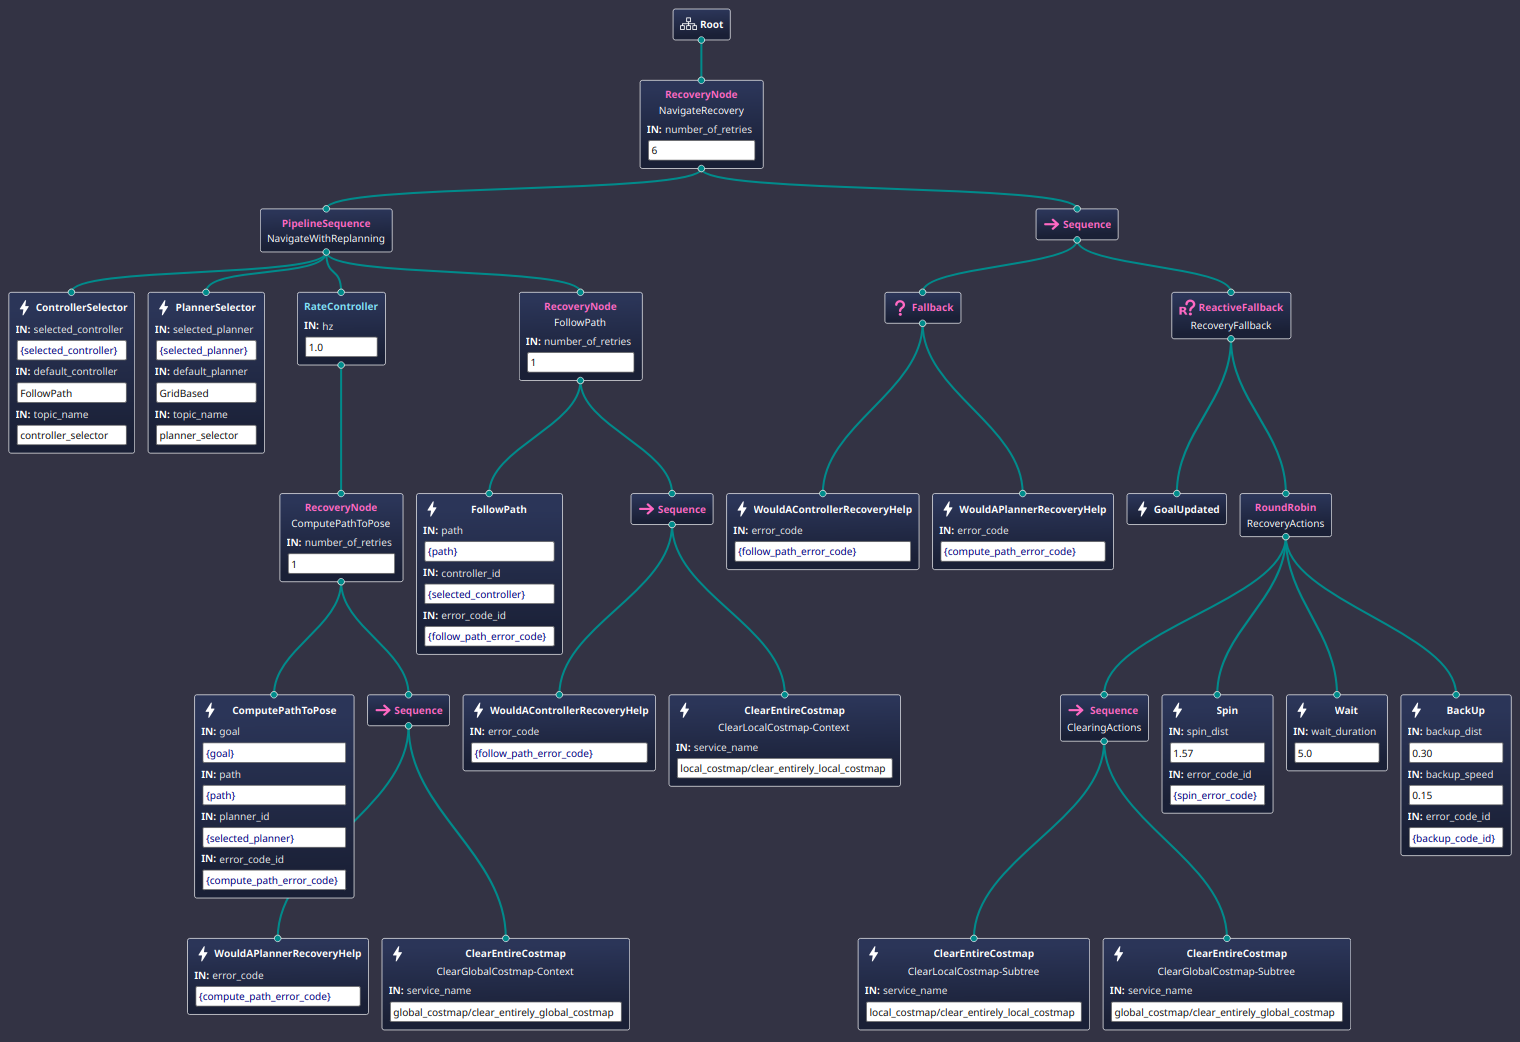 Root
RecoveryNode
NavigateRecovery
IN: number_of_retries
6
PipelineSequence
NavigateWithReplanning
Sequence
ControllerSelector
IN: selected_controller
{selected_controller}
IN: default_controller
FollowPath
IN: topic_name
controller_selector
PlannerSelector
IN: selected_planner
{selected_planner}
IN: default_planner
GridBased
IN: topic_name
planner_selector
RateController
IN: hz
1.0
RecoveryNode
FollowPath
IN: number_of_retries
1
Fallback
ReactiveFallback
RecoveryFallback
RecoveryNode
ComputePathToPose
IN: number_of_retries
1
FollowPath
IN: path
{path}
IN: controller_id
{selected_controller}
IN: error_code_id
{follow_path_error_code}
Sequence
WouldAControllerRecoveryHelp
IN: error_code
{follow_path_error_code}
WouldAPlannerRecoveryHelp
IN: error_code
{compute_path_error_code}
GoalUpdated
RoundRobin
RecoveryActions
ComputePathToPose
IN: goal
{goal}
IN: path
{path}
IN: planner_id
{selected_planner}
IN: error_code_id
{compute_path_error_code}
Sequence
WouldAControllerRecoveryHelp
IN: error_code
{follow_path_error_code}
ClearEntireCostmap
ClearLocalCostmap-Context
IN: service_name
local_costmap/clear_entirely_local_costmap
Sequence
ClearingActions
Spin
IN: spin_dist
1.57
IN: error_code_id
{spin_error_code}
Wait
IN: wait_duration
5.0
BackUp
IN: backup_dist
0.30
IN: backup_speed
0.15
IN: error_code_id
{backup_code_id}
WouldAPlannerRecoveryHelp
IN: error_code
{compute_path_error_code}
ClearEntireCostmap
ClearGlobalCostmap-Context
IN: service_name
global_costmap/clear_entirely_global_costmap
ClearEntireCostmap
ClearLocalCostmap-Subtree
IN: service_name
local_costmap/clear_entirely_local_costmap
ClearEntireCostmap
ClearGlobalCostmap-Subtree
IN: service_name
global_costmap/clear_entirely_global_costmap